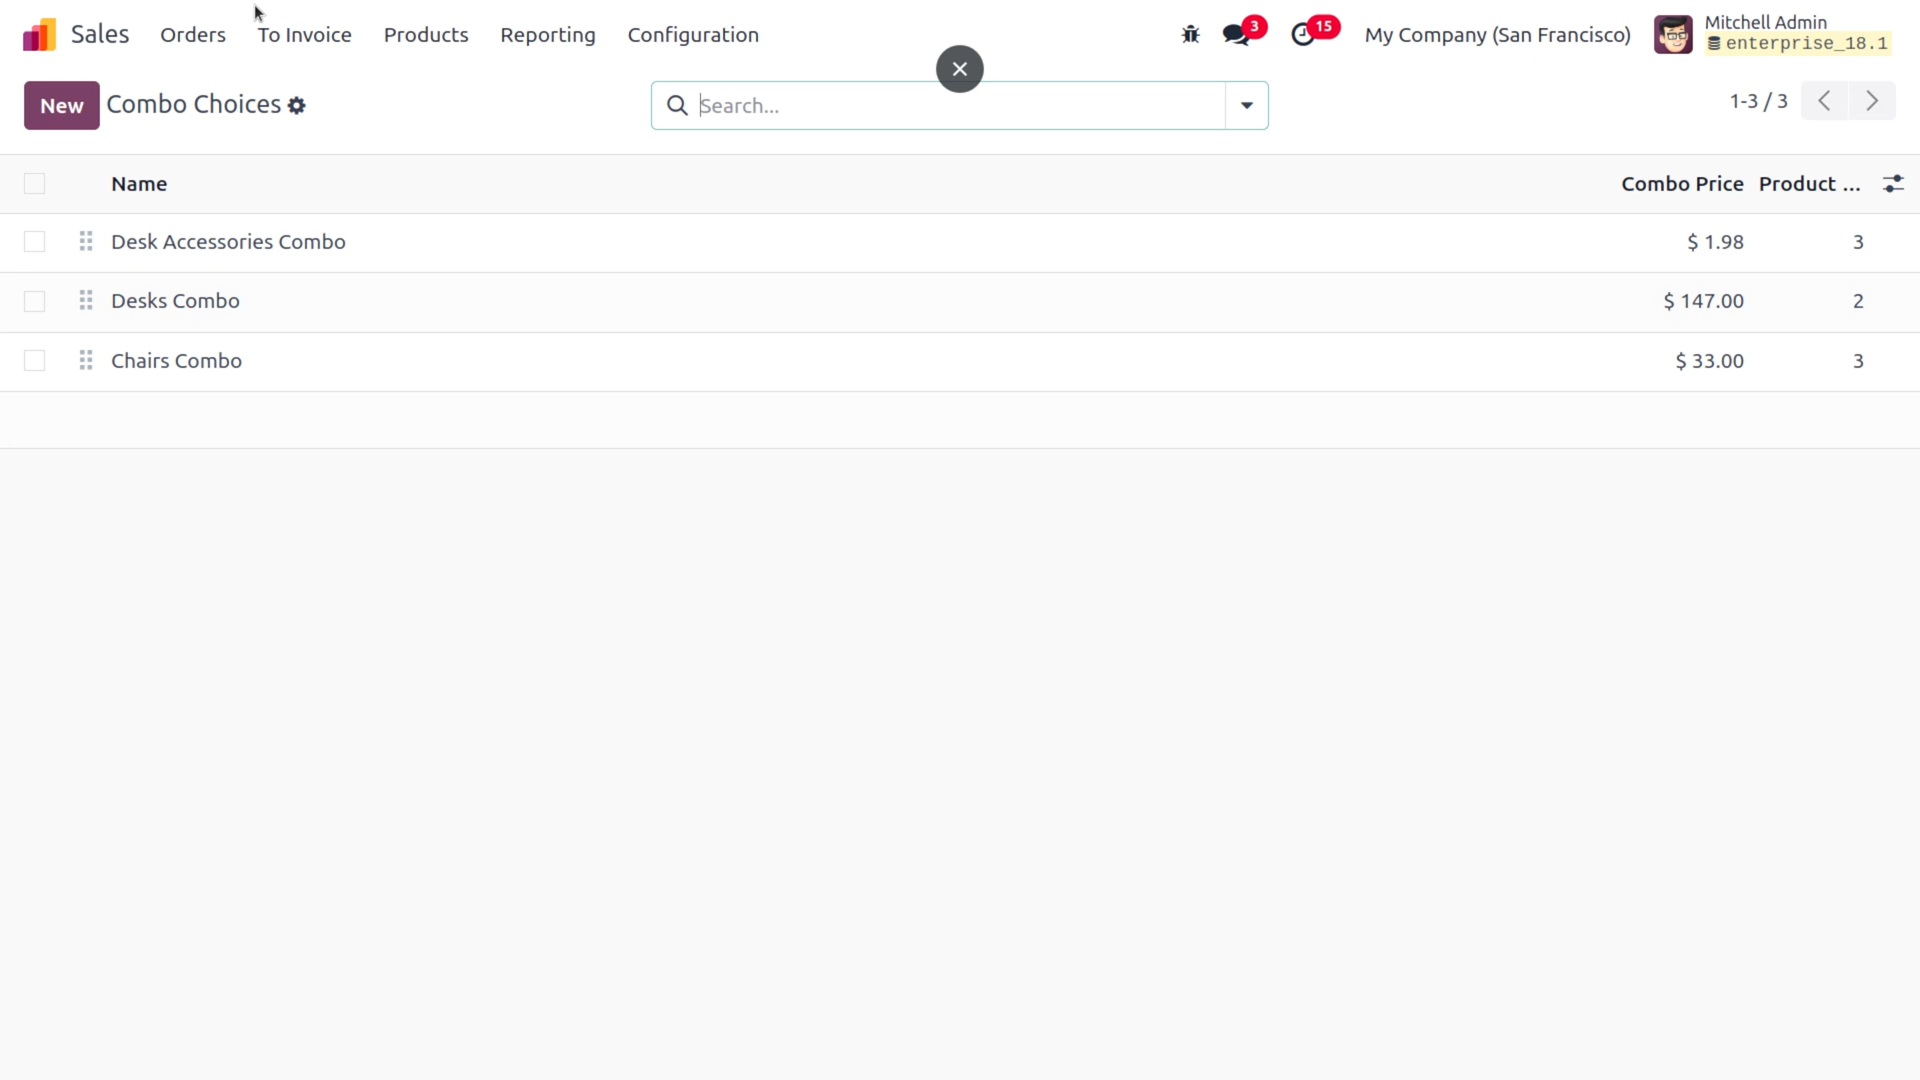 Sales Orders To Invoice Products Reporting Configuration 3 15 My Company (San Francisco) Mitchell Admin
enterprise_18.1
New Combo Choices Search... 1-3 / 3
Name Combo Price Product ...
Desk Accessories Combo $ 1.98 3
Desks Combo $ 147.00 2
Chairs Combo $ 33.00 3